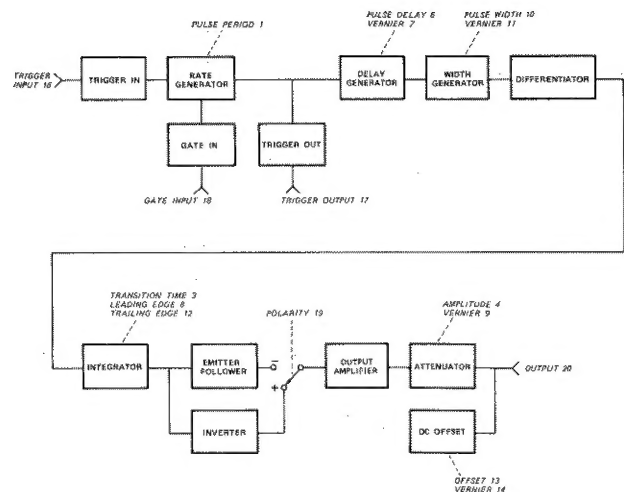 PULSE PERIOD 1
PULSE DELAY 6
VERNIER 7
PULSE WIDTH 10
VERNIER 11
TRIGGER
INPUT 16
TRIGGER IN
RATE
GENERATOR
DELAY
GENERATOR
WIDTH
GENERATOR
DIFFERENTIATOR
GATE IN
TRIGGER OUT
GATE INPUT 18
TRIGGER OUTPUT 17
TRANSITION TIME 3
LEADING EDGE 8
TRAILING EDGE 12
POLARITY 19
AMPLITUDE 4
VERNIER 9
INTEGRATOR
EMITTER
FOLLOWER
−
+
OUTPUT
AMPLIFIER
ATTENUATOR
OUTPUT 20
INVERTER
DC OFFSET
OFFSET 13
VERNIER 14